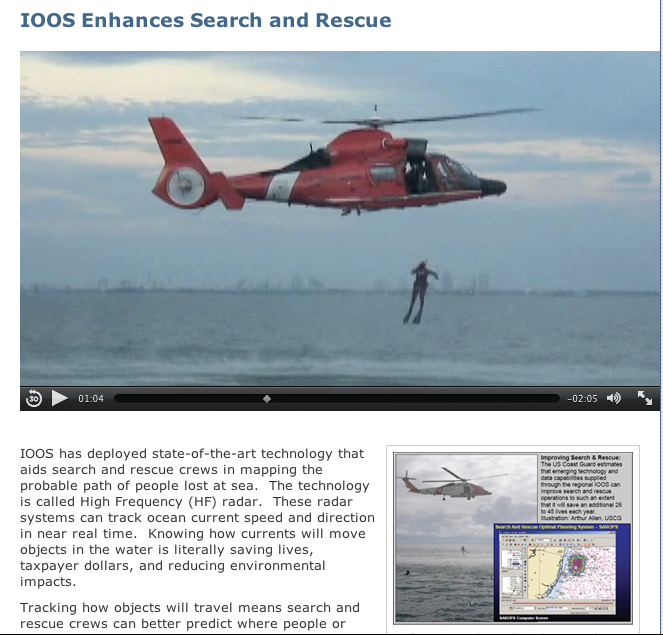 IOOS Enhances Search and Rescue
30
01:04
-02:05
IOOS has deployed state-of-the-art technology that
aids search and rescue crews in mapping the
probable path of people lost at sea.  The technology
is called High Frequency (HF) radar.  These radar
systems can track ocean current speed and direction
in near real time.  Knowing how currents will move
objects in the water is literally saving lives,
taxpayer dollars, and reducing environmental
impacts.
Tracking how objects will travel means search and
rescue crews can better predict where people or
Improving Search & Rescue:
The US Coast Guard estimates
that emerging technology and
data capabilities supplied
through the regional IOOS can
improve search and rescue
operations to such an extent
that it will save an additional 26
to 45 lives each year.
Illustration: Arthur Allen, USCG
Search And Rescue Optimal Planning System - SAROPS
SAROPS Computer Screen